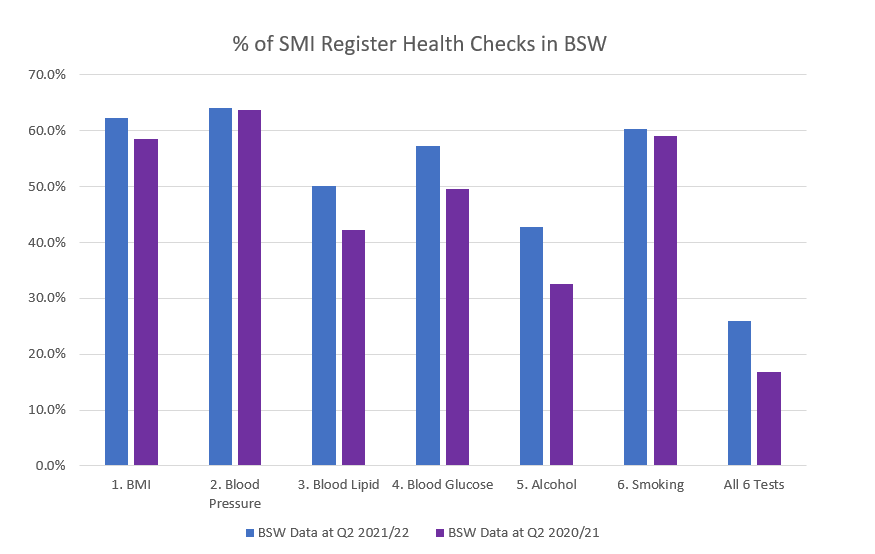 % of SMI Register Health Checks in BSW
70.0%
60.0%
50.0%
40.0%
30.0%
20.0%
10.0%
0.0%
1. BMI
2. Blood
Pressure
3. Blood Lipid
4. Blood Glucose
5. Alcohol
6. Smoking
All 6 Tests
BSW Data at Q2 2021/22
BSW Data at Q2 2020/21